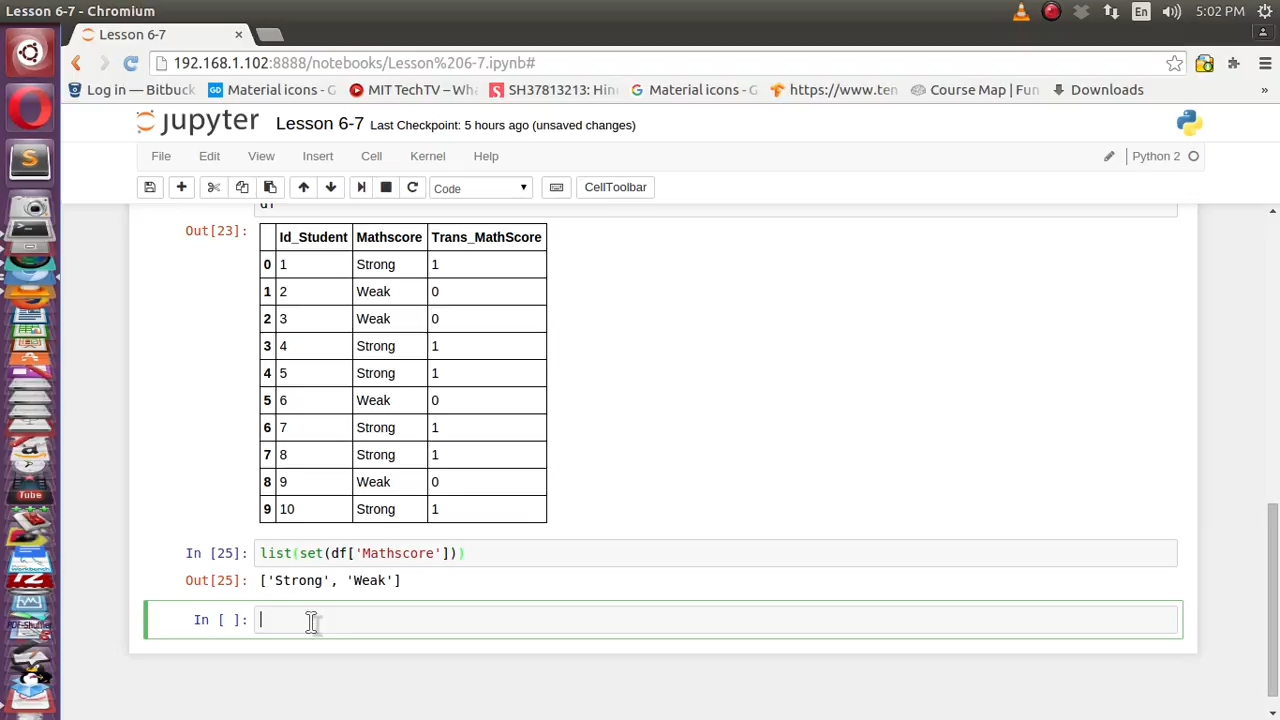 Lesson 6-7 - Chromium
En
5:02 PM
Lesson 6-7
×
192.168.1.102:8888/notebooks/Lesson%206-7.ipynb#
Log in — Bitbuck
Material icons - G
MIT TechTV – Wha
SH37813213: Hin
Material icons - G
https://www.ten
Course Map | Fun
Downloads
»
jupyter
Lesson 6-7
Last Checkpoint: 5 hours ago (unsaved changes)
File
Edit
View
Insert
Cell
Kernel
Help
Python 2
Code
CellToolbar
df
Out[23]:
Id_Student Mathscore Trans_MathScore
0 1 Strong 1
1 2 Weak 0
2 3 Weak 0
3 4 Strong 1
4 5 Strong 1
5 6 Weak 0
6 7 Strong 1
7 8 Strong 1
8 9 Weak 0
9 10 Strong 1
In [25]: list(set(df['Mathscore']))
Out[25]: ['Strong', 'Weak']
In [ ]: